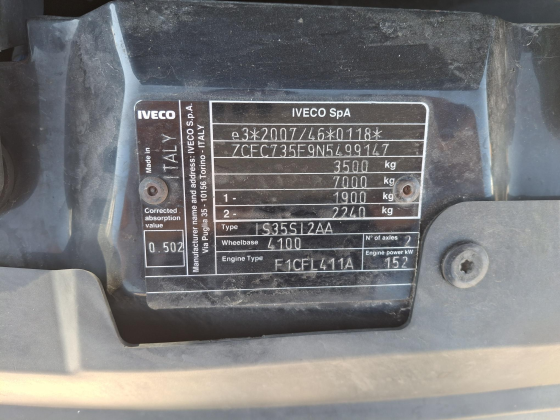 IVECO
Made in
ITALY
Corrected
absorption
value
0.502
Manufacturer name and address: IVECO S.p.A.
Via Puglia 35 - 10156 Torino - ITALY
IVECO SpA
e3*2007/46*0118*
ZCFC735F9N5499147
3500 kg
7000 kg
1- 1900 kg
2- 2240 kg
Type IS35SI2AA
Wheelbase 4100
N° of axles 2
Engine Type F1CFL411A
Engine power kW 152